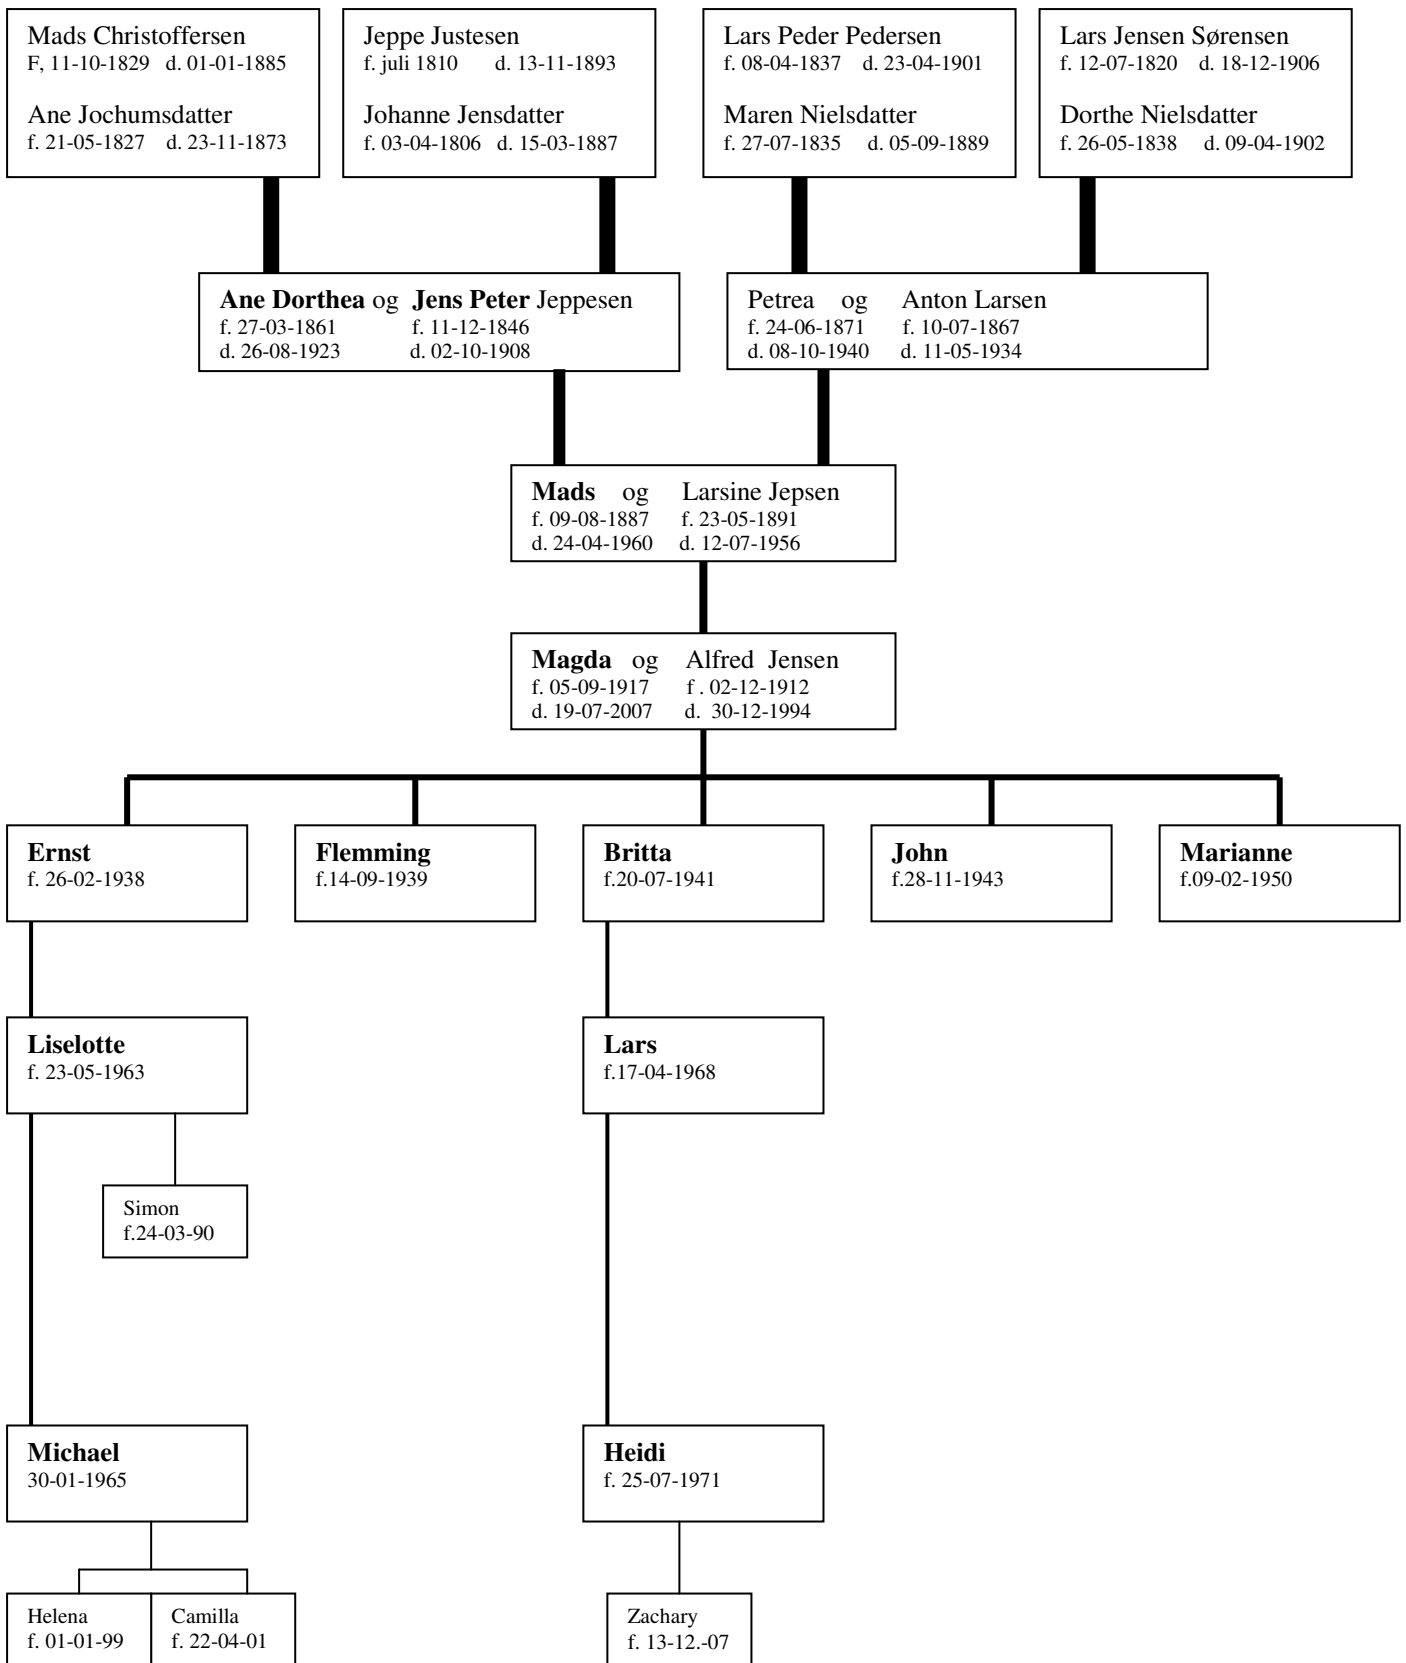 Mads Christoffersen
F, 11-10-1829 d. 01-01-1885
Ane Jochumsdatter
f. 21-05-1827 d. 23-11-1873
Jeppe Justesen
f. juli 1810 d. 13-11-1893
Johanne Jensdatter
f. 03-04-1806 d. 15-03-1887
Lars Peder Pedersen
f. 08-04-1837 d. 23-04-1901
Maren Nielsdatter
f. 27-07-1835 d. 05-09-1889
Lars Jensen Sørensen
f. 12-07-1820 d. 18-12-1906
Dorthe Nielsdatter
f. 26-05-1838 d. 09-04-1902
Ane Dorthea og Jens Peter Jeppesen
f. 27-03-1861 f. 11-12-1846
d. 26-08-1923 d. 02-10-1908
Petrea og Anton Larsen
f. 24-06-1871 f. 10-07-1867
d. 08-10-1940 d. 11-05-1934
Mads og Larsine Jepsen
f. 09-08-1887 f. 23-05-1891
d. 24-04-1960 d. 12-07-1956
Magda og Alfred Jensen
f. 05-09-1917 f . 02-12-1912
d. 19-07-2007 d. 30-12-1994
Ernst
f. 26-02-1938
Flemming
f.14-09-1939
Britta
f.20-07-1941
John
f.28-11-1943
Marianne
f.09-02-1950
Liselotte
f. 23-05-1963
Lars
f.17-04-1968
Simon
f.24-03-90
Michael
30-01-1965
Heidi
f. 25-07-1971
Helena
f. 01-01-99
Camilla
f. 22-04-01
Zachary
f. 13-12.-07